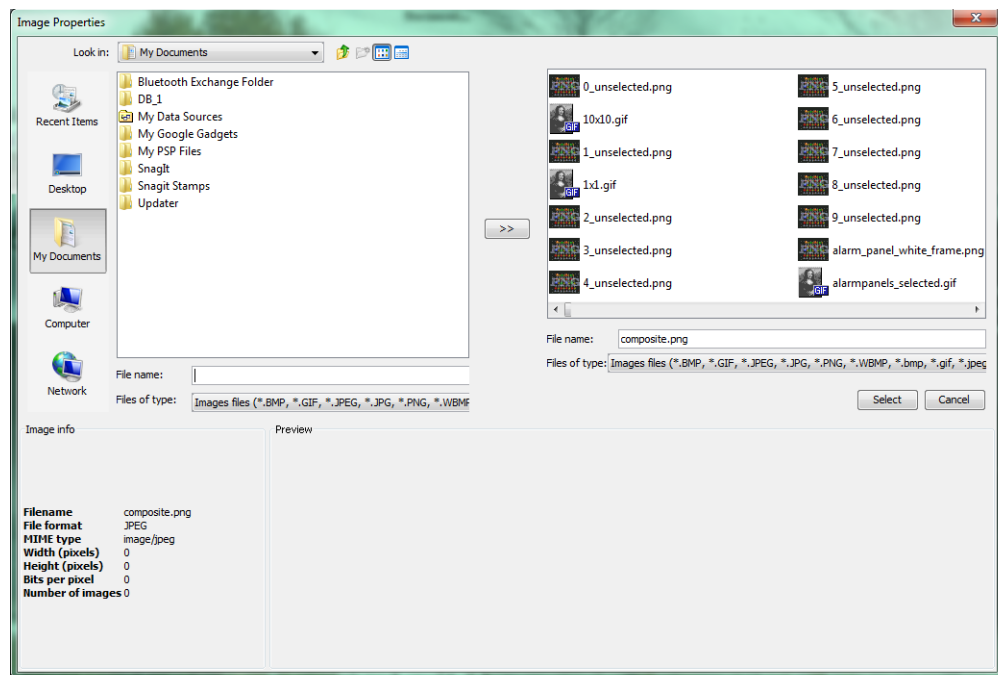 Image Properties
Look in:
My Documents
Recent Items
Desktop
My Documents
Computer
Network
Bluetooth Exchange Folder
DB_1
My Data Sources
My Google Gadgets
My PSP Files
SnagIt
Snagit Stamps
Updater
File name:
Files of type: Images files (*.BMP, *.GIF, *.JPEG, *.JPG, *.PNG, *.WBMP
>>
0_unselected.png
10x10.gif
1_unselected.png
1x1.gif
2_unselected.png
3_unselected.png
4_unselected.png
5_unselected.png
6_unselected.png
7_unselected.png
8_unselected.png
9_unselected.png
alarm_panel_white_frame.png
alarmpanels_selected.gif
File name: composite.png
Files of type: Images files (*.BMP, *.GIF, *.JPEG, *.JPG, *.PNG, *.WBMP, *.bmp, *.gif, *.jpeg
Select Cancel
Image info
Filename composite.png
File format JPEG
MIME type image/jpeg
Width (pixels) 0
Height (pixels) 0
Bits per pixel 0
Number of images 0
Preview